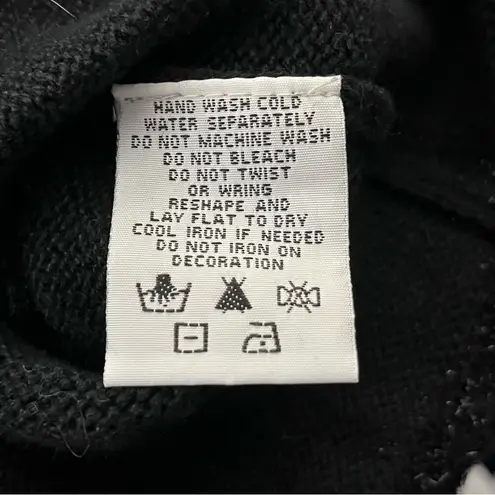 HAND WASH COLD
WATER SEPARATELY
DO NOT MACHINE WASH
DO NOT BLEACH
DO NOT TWIST
OR WRING
RESHAPE AND
LAY FLAT TO DRY
COOL IRON IF NEEDED
DO NOT IRON ON
DECORATION